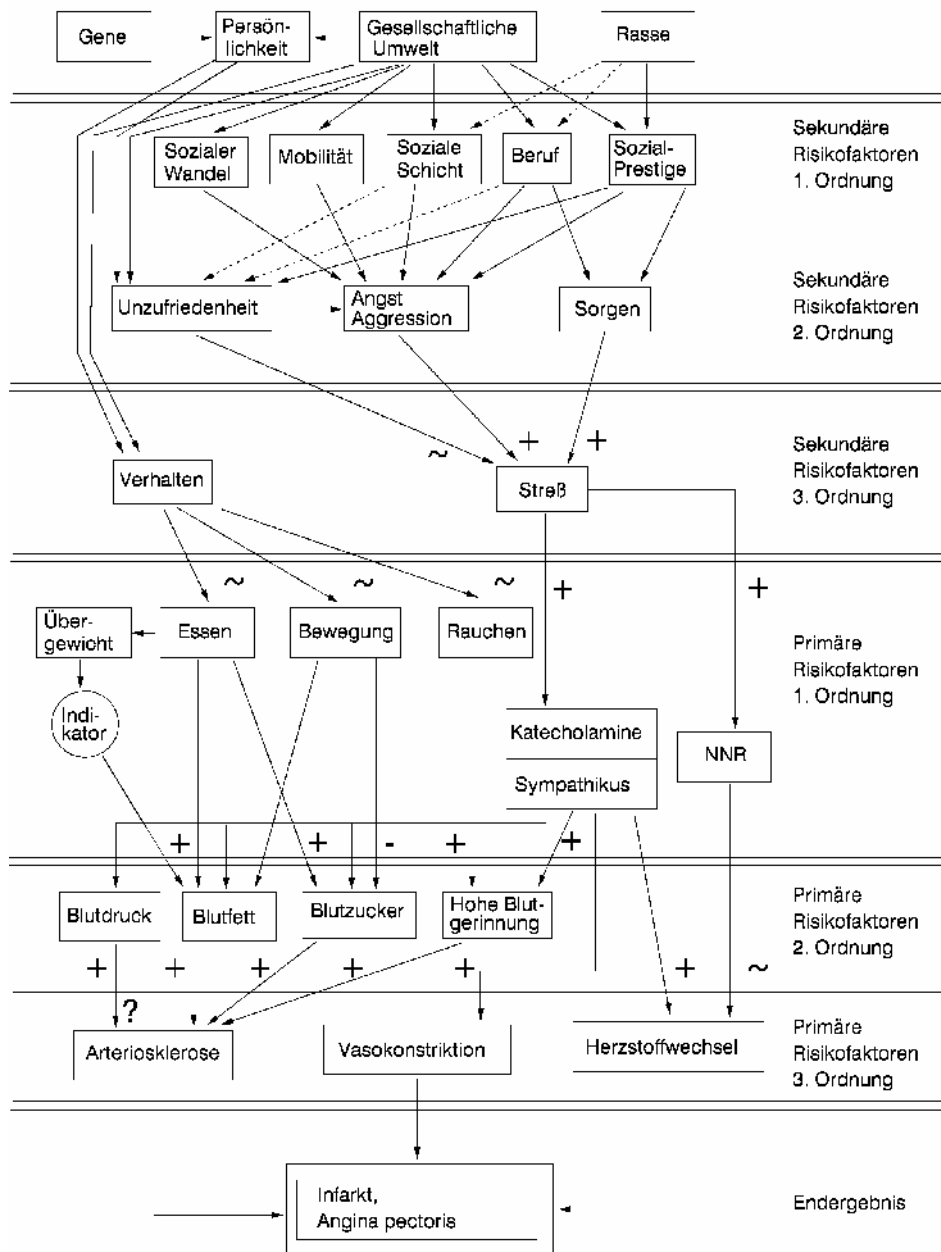 Gene
Persön-
lichkeit
Gesellschaftliche
Umwelt
Rasse
Sozialer
Wandel
Mobilität
Soziale
Schicht
Beruf
Sozial-
Prestige
Sekundäre
Risikofaktoren
1. Ordnung
Unzufriedenheit
Angst
Aggression
Sorgen
Sekundäre
Risikofaktoren
2. Ordnung
~ + +
Verhalten
Streß
Sekundäre
Risikofaktoren
3. Ordnung
~ ~ ~ + +
Über-
gewicht
Essen
Bewegung
Rauchen
Primäre
Risikofaktoren
1. Ordnung
Indi-
kator
Katecholamine
Sympathikus
NNR
+ + - + +
Blutdruck
Blutfett
Blutzucker
Hohe Blut-
gerinnung
Primäre
Risikofaktoren
2. Ordnung
+ + + + + + ~
?
Arteriosklerose
Vasokonstriktion
Herzstoffwechsel
Primäre
Risikofaktoren
3. Ordnung
Infarkt,
Angina pectoris
Endergebnis